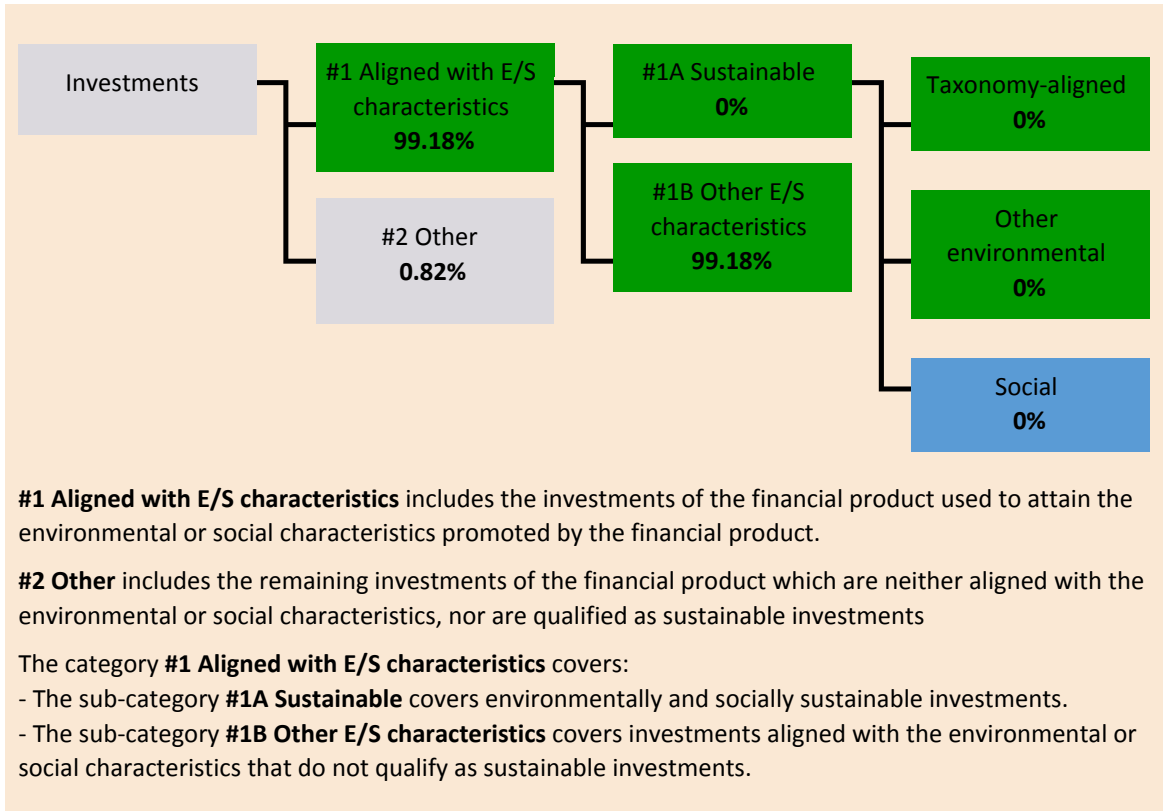 Investments
#1 Aligned with E/S
characteristics
99.18%
#2 Other
0.82%
#1A Sustainable
0%
#1B Other E/S
characteristics
99.18%
Taxonomy-aligned
0%
Other
environmental
0%
Social
0%
#1 Aligned with E/S characteristics includes the investments of the financial product used to attain the
environmental or social characteristics promoted by the financial product.
#2 Other includes the remaining investments of the financial product which are neither aligned with the
environmental or social characteristics, nor are qualified as sustainable investments
The category #1 Aligned with E/S characteristics covers:
- The sub-category #1A Sustainable covers environmentally and socially sustainable investments.
- The sub-category #1B Other E/S characteristics covers investments aligned with the environmental or
social characteristics that do not qualify as sustainable investments.